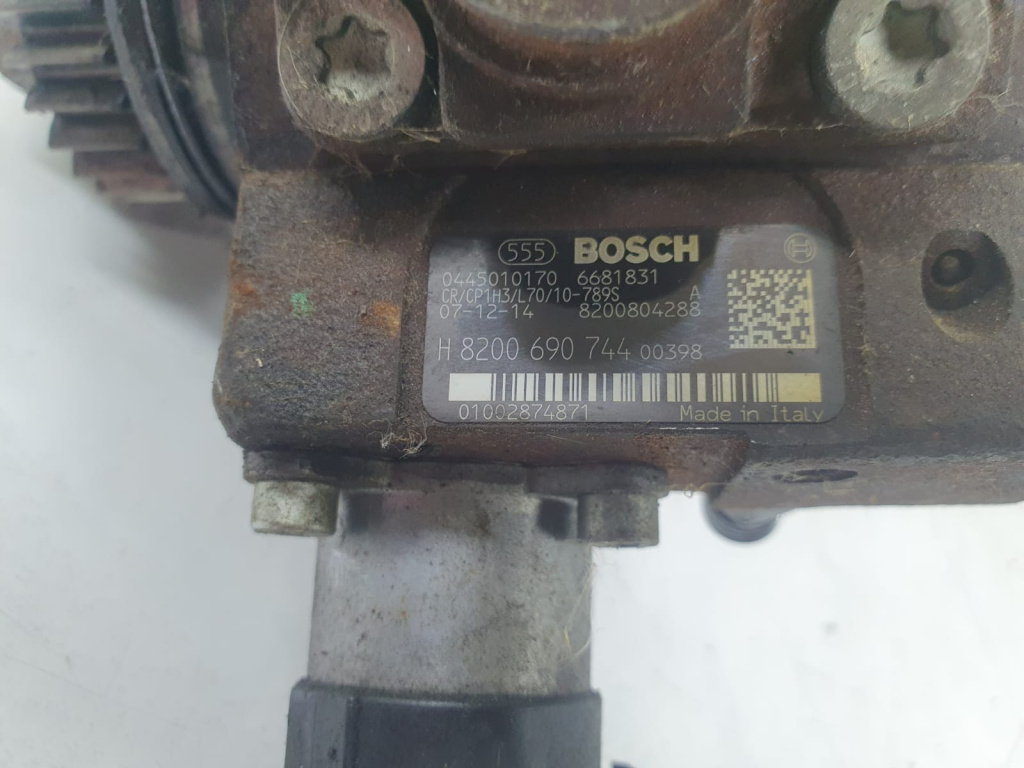 555 BOSCH
0445010170 6681831
CR/CP1H3/L70/10-789S A
07-12-14 8200804288
H 8200 690 744 00398
01002874871 Made in Italy